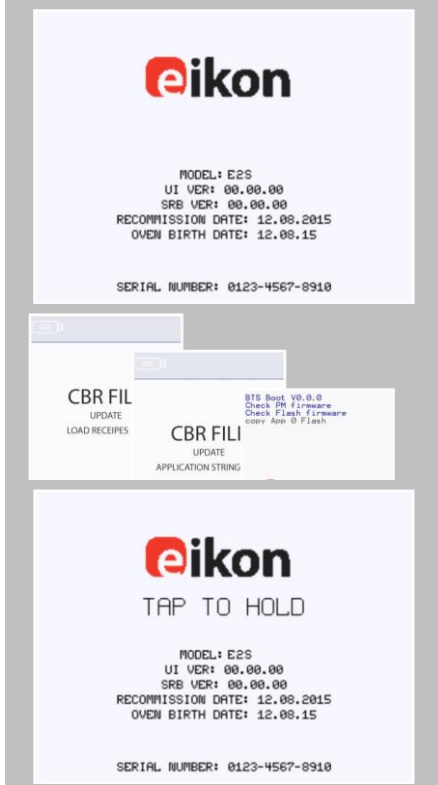 eikon
MODEL: E2S
UI VER: 00.00.00
SRB VER: 00.00.00
RECOMMISSION DATE: 12.08.2015
OVEN BIRTH DATE: 12.08.15
SERIAL NUMBER: 0123-4567-8910
USB
CBR FIL
UPDATE
LOAD RECEIPES
USB
CBR FILI
UPDATE
APPLICATION STRING
BTS Boot V0.0.0
Check PM firmware
Check Flash firmware
copy App @ Flash
eikon
TAP TO HOLD
MODEL: E2S
UI VER: 00.00.00
SRB VER: 00.00.00
RECOMMISSION DATE: 12.08.2015
OVEN BIRTH DATE: 12.08.15
SERIAL NUMBER: 0123-4567-8910